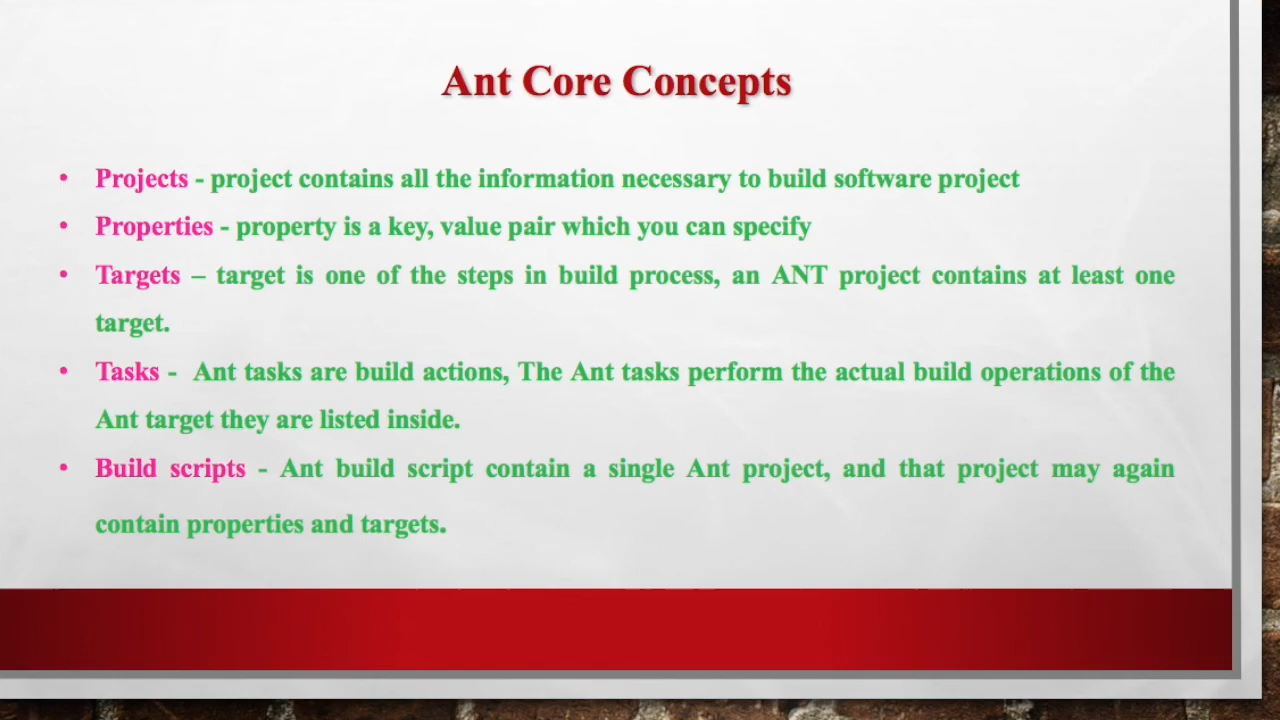 Ant Core Concepts
• Projects - project contains all the information necessary to build software project
• Properties - property is a key, value pair which you can specify
• Targets – target is one of the steps in build process, an ANT project contains at least one
target.
• Tasks - Ant tasks are build actions, The Ant tasks perform the actual build operations of the
Ant target they are listed inside.
• Build scripts - Ant build script contain a single Ant project, and that project may again
contain properties and targets.